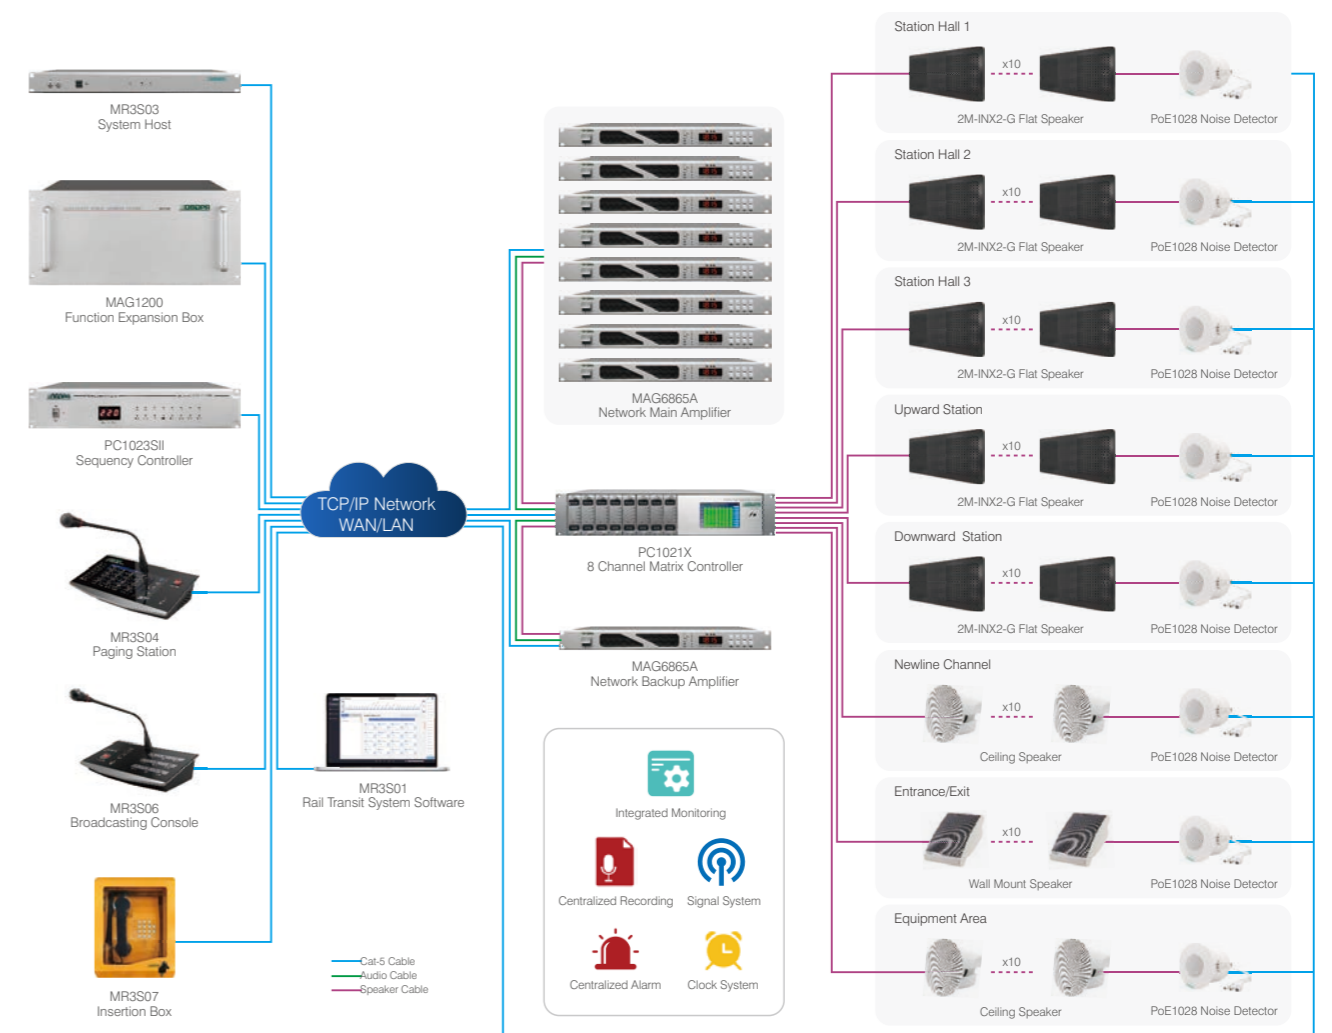 MR3S03
System Host
MAG1200
Function Expansion Box
PC1023SII
Sequency Controller
MR3S04
Paging Station
MR3S06
Broadcasting Console
MR3S07
Insertion Box
TCP/IP Network
WAN/LAN
MR3S01
Rail Transit System Software
Cat-5 Cable
Audio Cable
Speaker Cable
MAG6865A
Network Main Amplifier
PC1021X
8 Channel Matrix Controller
MAG6865A
Network Backup Amplifier
Integrated Monitoring
Centralized Recording
Signal System
Centralized Alarm
Clock System
Station Hall 1
x10
2M-INX2-G Flat Speaker
PoE1028 Noise Detector
Station Hall 2
x10
2M-INX2-G Flat Speaker
PoE1028 Noise Detector
Station Hall 3
x10
2M-INX2-G Flat Speaker
PoE1028 Noise Detector
Upward Station
x10
2M-INX2-G Flat Speaker
PoE1028 Noise Detector
Downward Station
x10
2M-INX2-G Flat Speaker
PoE1028 Noise Detector
Newline Channel
x10
Ceiling Speaker
PoE1028 Noise Detector
Entrance/Exit
x10
Wall Mount Speaker
PoE1028 Noise Detector
Equipment Area
x10
Ceiling Speaker
PoE1028 Noise Detector